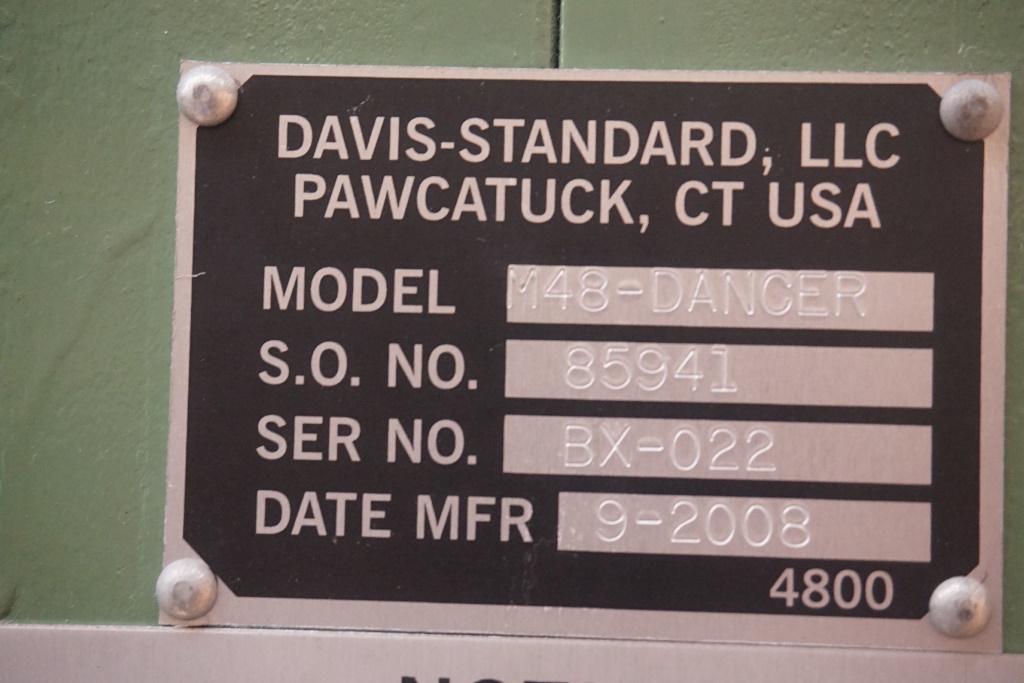 DAVIS-STANDARD, LLC
PAWCATUCK, CT USA
MODEL M48-DANCER
S.O. NO. 85941
SER NO. BX-022
DATE MFR 9-2008
4800